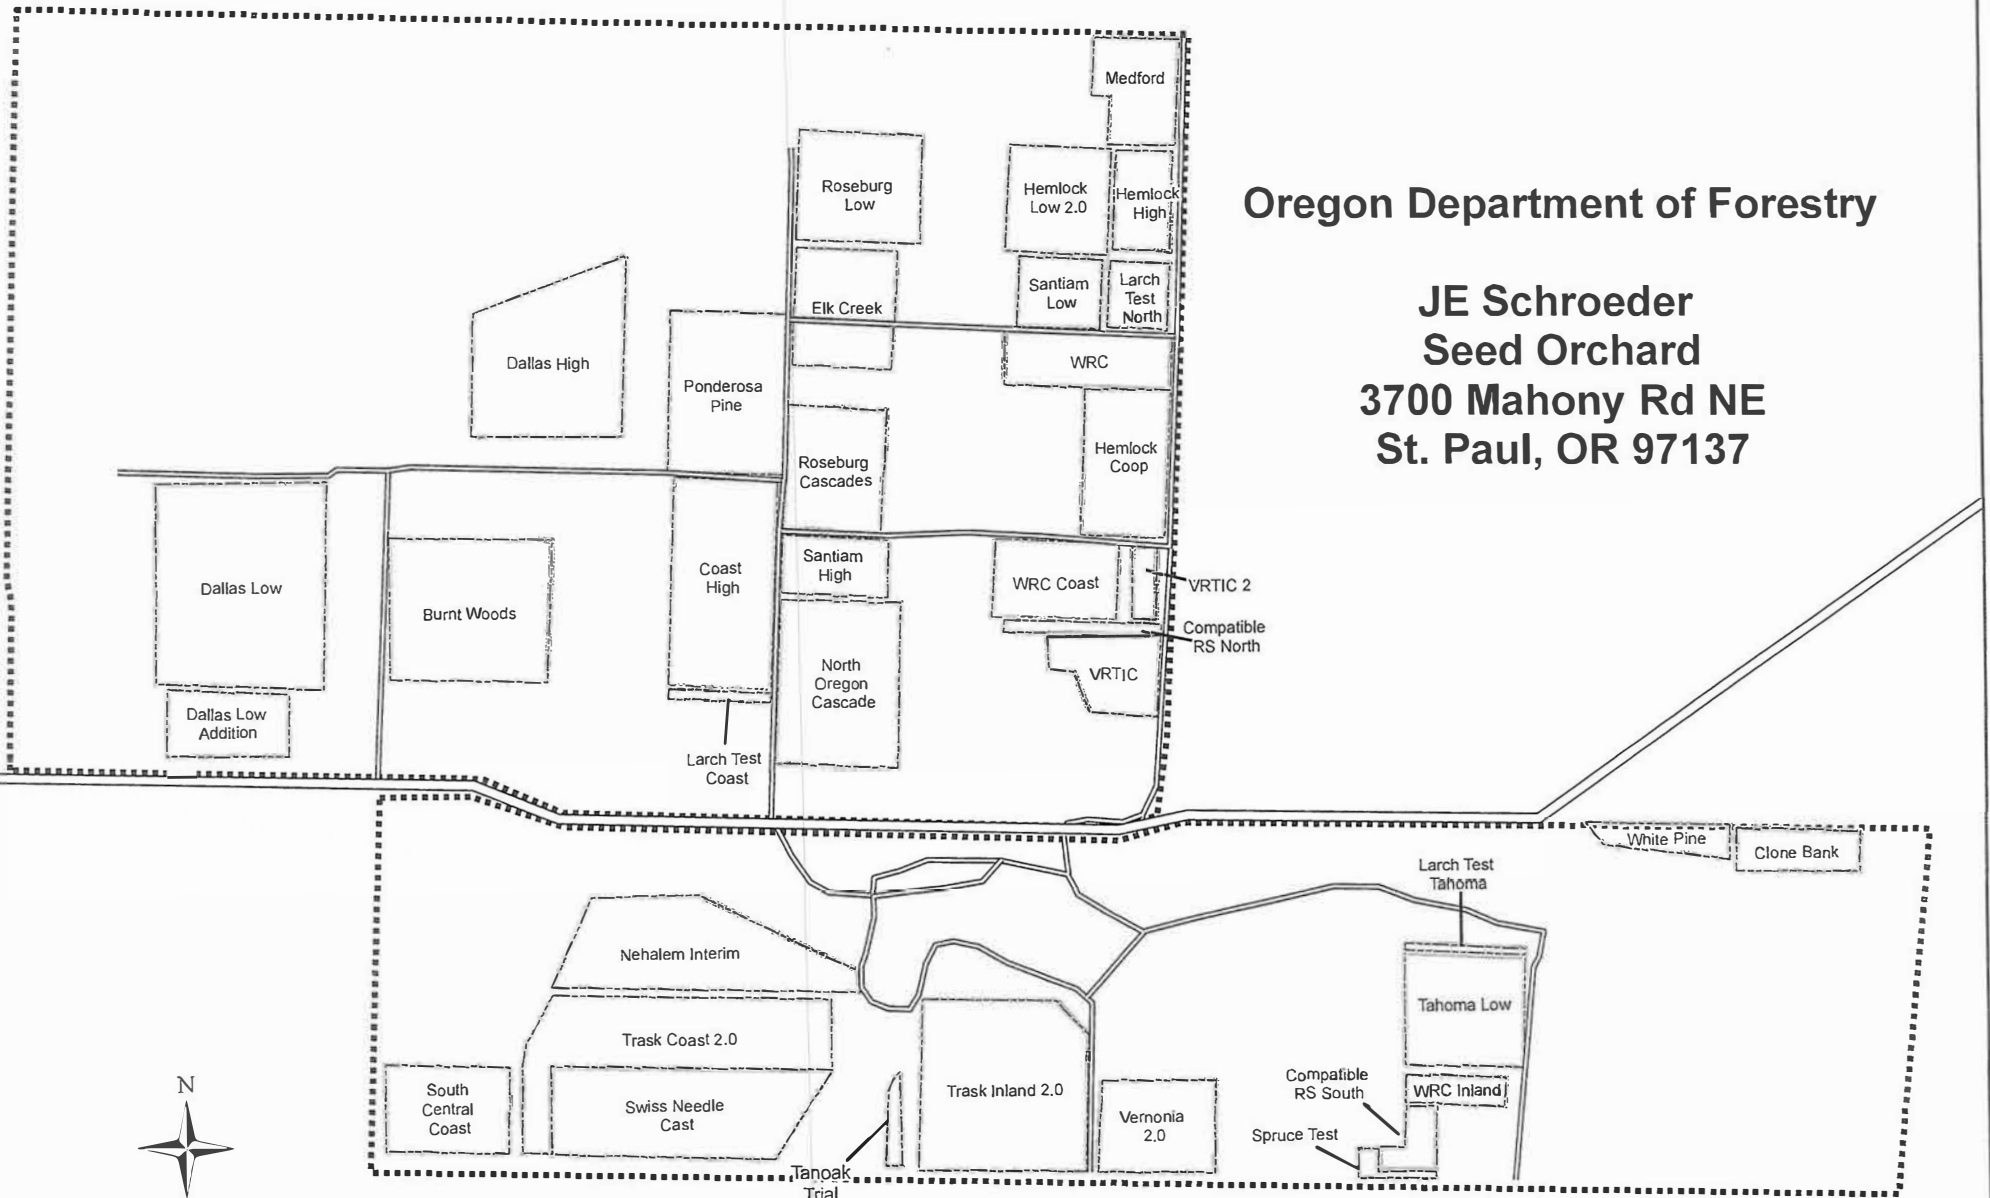 Medford
Roseburg
Low
Hemlock
Low 2.0
Hemlock
High
Oregon Department of Forestry
JE Schroeder
Seed Orchard
3700 Mahony Rd NE
St. Paul, OR 97137
Elk Creek
Santiam
Low
Larch
Test
North
Dallas High
Ponderosa
Pine
WRC
Roseburg
Cascades
Hemlock
Coop
Dallas Low
Burnt Woods
Coast
High
Santiam
High
WRC Coast
VRTIC 2
Compatible
RS North
North
Oregon
Cascade
VRTIC
Dallas Low
Addition
Larch Test
Coast
White Pine
Clone Bank
Larch Test
Tahoma
Nehalem Interim
Tahoma Low
Trask Coast 2.0
South
Central
Coast
Swiss Needle
Cast
Trask Inland 2.0
Vernonia
2.0
Compatible
RS South
WRC Inland
Spruce Test
Tanoak
Trial
N